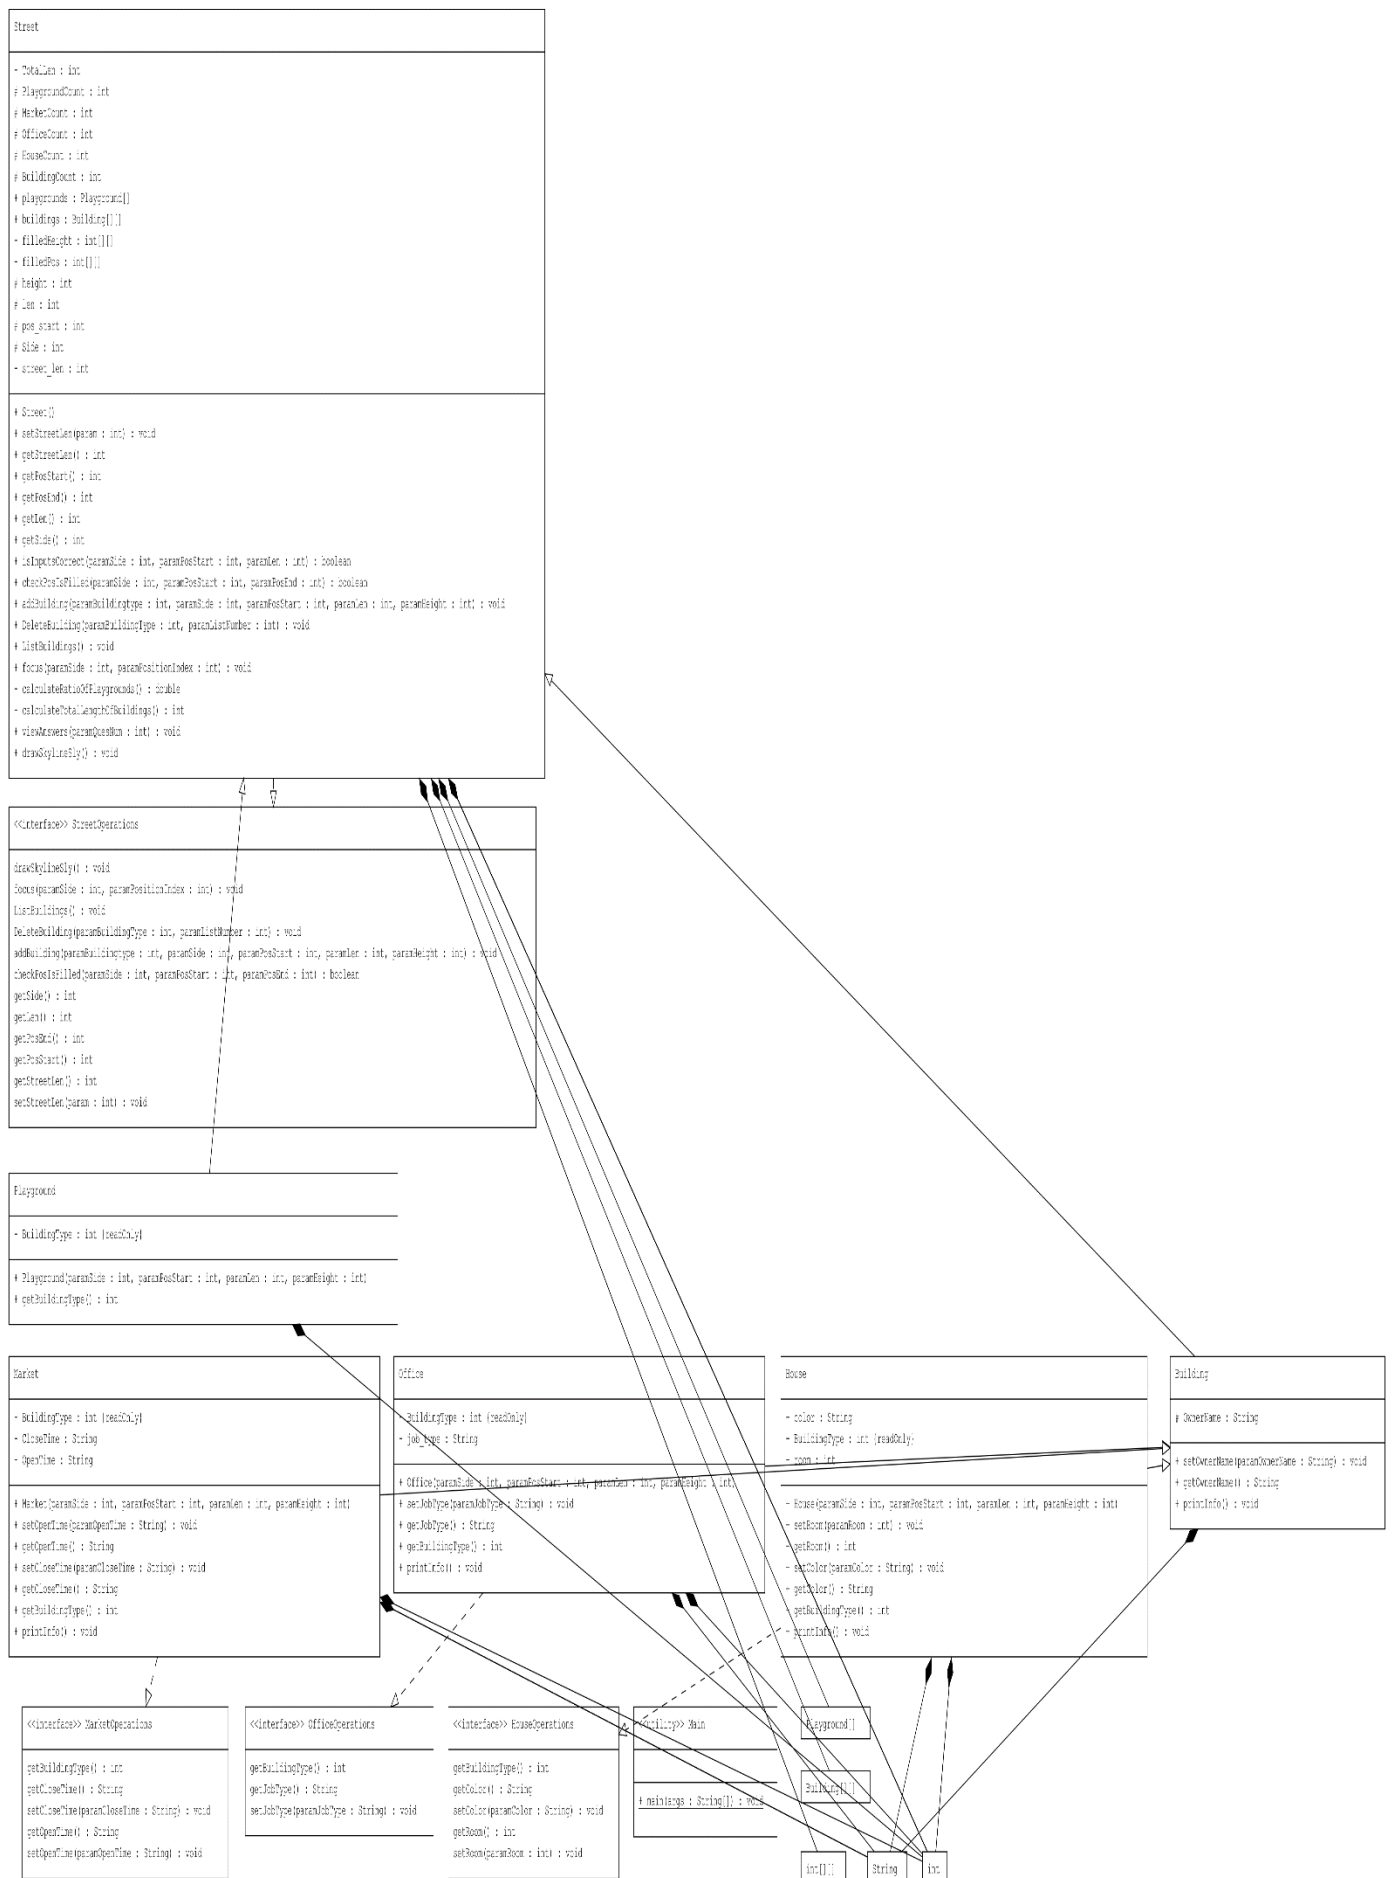 Street
- TotalLen : int
# PlaygroundCount : int
# MarketCount : int
# OfficeCount : int
# HouseCount : int
# BuildingCount : int
+ playgrounds : Playground[]
+ buildings : Building[][]
- filledHeight : int[][]
- filledPos : int[][]
# height : int
# len : int
# pos_start : int
# Side : int
- street_len : int
+ Street()
+ setStreetLen(param : int) : void
+ getStreetLen() : int
+ getPosStart() : int
+ getPosEnd() : int
+ getLen() : int
+ getSide() : int
+ isInputsCorrect(paramSide : int, paramPosStart : int, paramLen : int) : boolean
+ checkPosIsFilled(paramSide : int, paramPosStart : int, paramPosEnd : int) : boolean
+ addBuilding(paramBuildingtype : int, paramSide : int, paramPosStart : int, paramLen : int, paramHeight : int) : void
+ DeleteBuilding(paramBuildingType : int, paramListNumber : int) : void
+ ListBuildings() : void
+ focus(paramSide : int, paramPositionIndex : int) : void
- calculateRatioOfPlaygrounds() : double
- calculateTotalLengthOfBuildings() : int
+ viewAnswers(paramQuesNum : int) : void
+ drawSkylineSly() : void
<<interface>> StreetOperations
drawSkylineSly() : void
focus(paramSide : int, paramPositionIndex : int) : void
ListBuildings() : void
DeleteBuilding(paramBuildingType : int, paramListNumber : int) : void
addBuilding(paramBuildingtype : int, paramSide : int, paramPosStart : int, paramLen : int, paramHeight : int) : void
checkPosIsFilled(paramSide : int, paramPosStart : int, paramPosEnd : int) : boolean
getSide() : int
getLen() : int
getPosEnd() : int
getPosStart() : int
getStreetLen() : int
setStreetLen(param : int) : void
Playground
- BuildingType : int {readOnly}
+ Playground(paramSide : int, paramPosStart : int, paramLen : int, paramHeight : int)
+ getBuildingType() : int
Market
- BuildingType : int {readOnly}
- CloseTime : String
- OpenTime : String
+ Market(paramSide : int, paramPosStart : int, paramLen : int, paramHeight : int)
+ setOpenTime(paramOpenTime : String) : void
+ getOpenTime() : String
+ setCloseTime(paramCloseTime : String) : void
+ getCloseTime() : String
+ getBuildingType() : int
+ printInfo() : void
Office
- BuildingType : int {readOnly}
- job_type : String
+ Office(paramSide : int, paramPosStart : int, paramLen : int, paramHeight : int)
+ setJobType(paramJobType : String) : void
+ getJobType() : String
+ getBuildingType() : int
+ printInfo() : void
House
- color : String
- BuildingType : int {readOnly}
- room : int
- House(paramSide : int, paramPosStart : int, paramLen : int, paramHeight : int)
- setRoom(paramRoom : int) : void
- getRoom() : int
- setColor(paramColor : String) : void
- getColor() : String
- getBuildingType() : int
- printInfo() : void
Building
# OwnerName : String
+ setOwnerName(paramOwnerName : String) : void
+ getOwnerName() : String
+ printInfo() : void
<<interface>> MarketOperations
getBuildingType() : int
getCloseTime() : String
setCloseTime(paramCloseTime : String) : void
getOpenTime() : String
setOpenTime(paramOpenTime : String) : void
<<interface>> OfficeOperations
getBuildingType() : int
getJobType() : String
setJobType(paramJobType : String) : void
<<interface>> HouseOperations
getBuildingType() : int
getColor() : String
setColor(paramColor : String) : void
getRoom() : int
setRoom(paramRoom : int) : void
<<utility>> Main
+ main(args : String[]) : void
Playground[]
Building[][]
int[][]
String
int